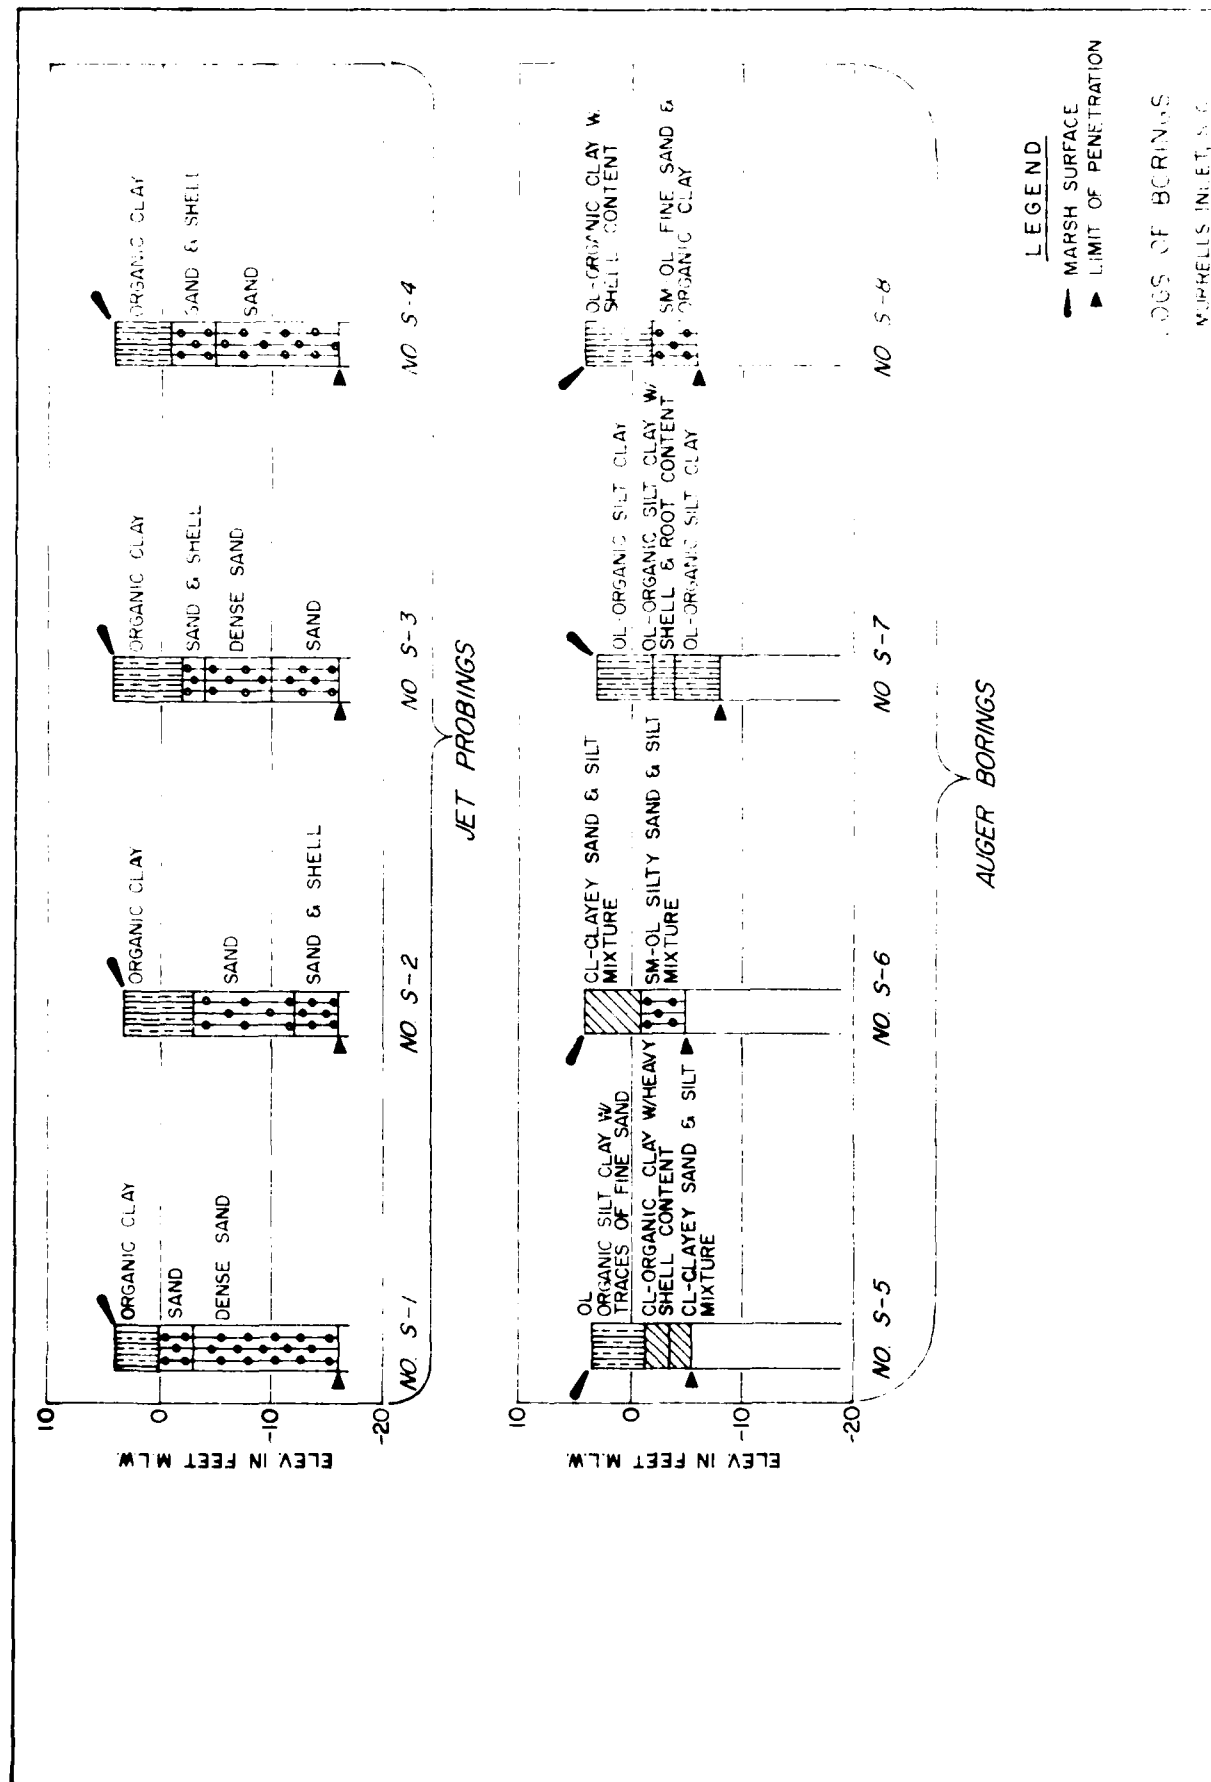 10
0
-10
-20
ELEV. IN FEET M.L.W.
ORGANIC CLAY
SAND
DENSE SAND
NO. S-1
ORGANIC CLAY
SAND
SAND & SHELL
NO. S-2
ORGANIC CLAY
SAND & SHELL
DENSE SAND
SAND
NO S-3
ORGANIC CLAY
SAND & SHELL
SAND
NO S-4
JET PROBINGS
10
0
-10
-20
ELEV. IN FEET M.L.W.
OL
ORGANIC SILT CLAY W/
TRACES OF FINE SAND
CL-ORGANIC CLAY W/HEAVY
SHELL CONTENT
CL-CLAYEY SAND & SILT
MIXTURE
NO. S-5
CL-CLAYEY SAND & SILT
MIXTURE
SM-OL SILTY SAND & SILT
MIXTURE
NO. S-6
OL-ORGANIC SILT CLAY
OL-ORGANIC SILT CLAY W/
SHELL & ROOT CONTENT
OL-ORGANIC SILT CLAY
NO S-7
OL-ORGANIC CLAY W.
SHELL CONTENT
SM-OL FINE SAND &
ORGANIC CLAY
NO S-8
AUGER BORINGS
LEGEND
MARSH SURFACE
LIMIT OF PENETRATION
LOGS OF BORINGS
MURRELLS INLET, S.C.